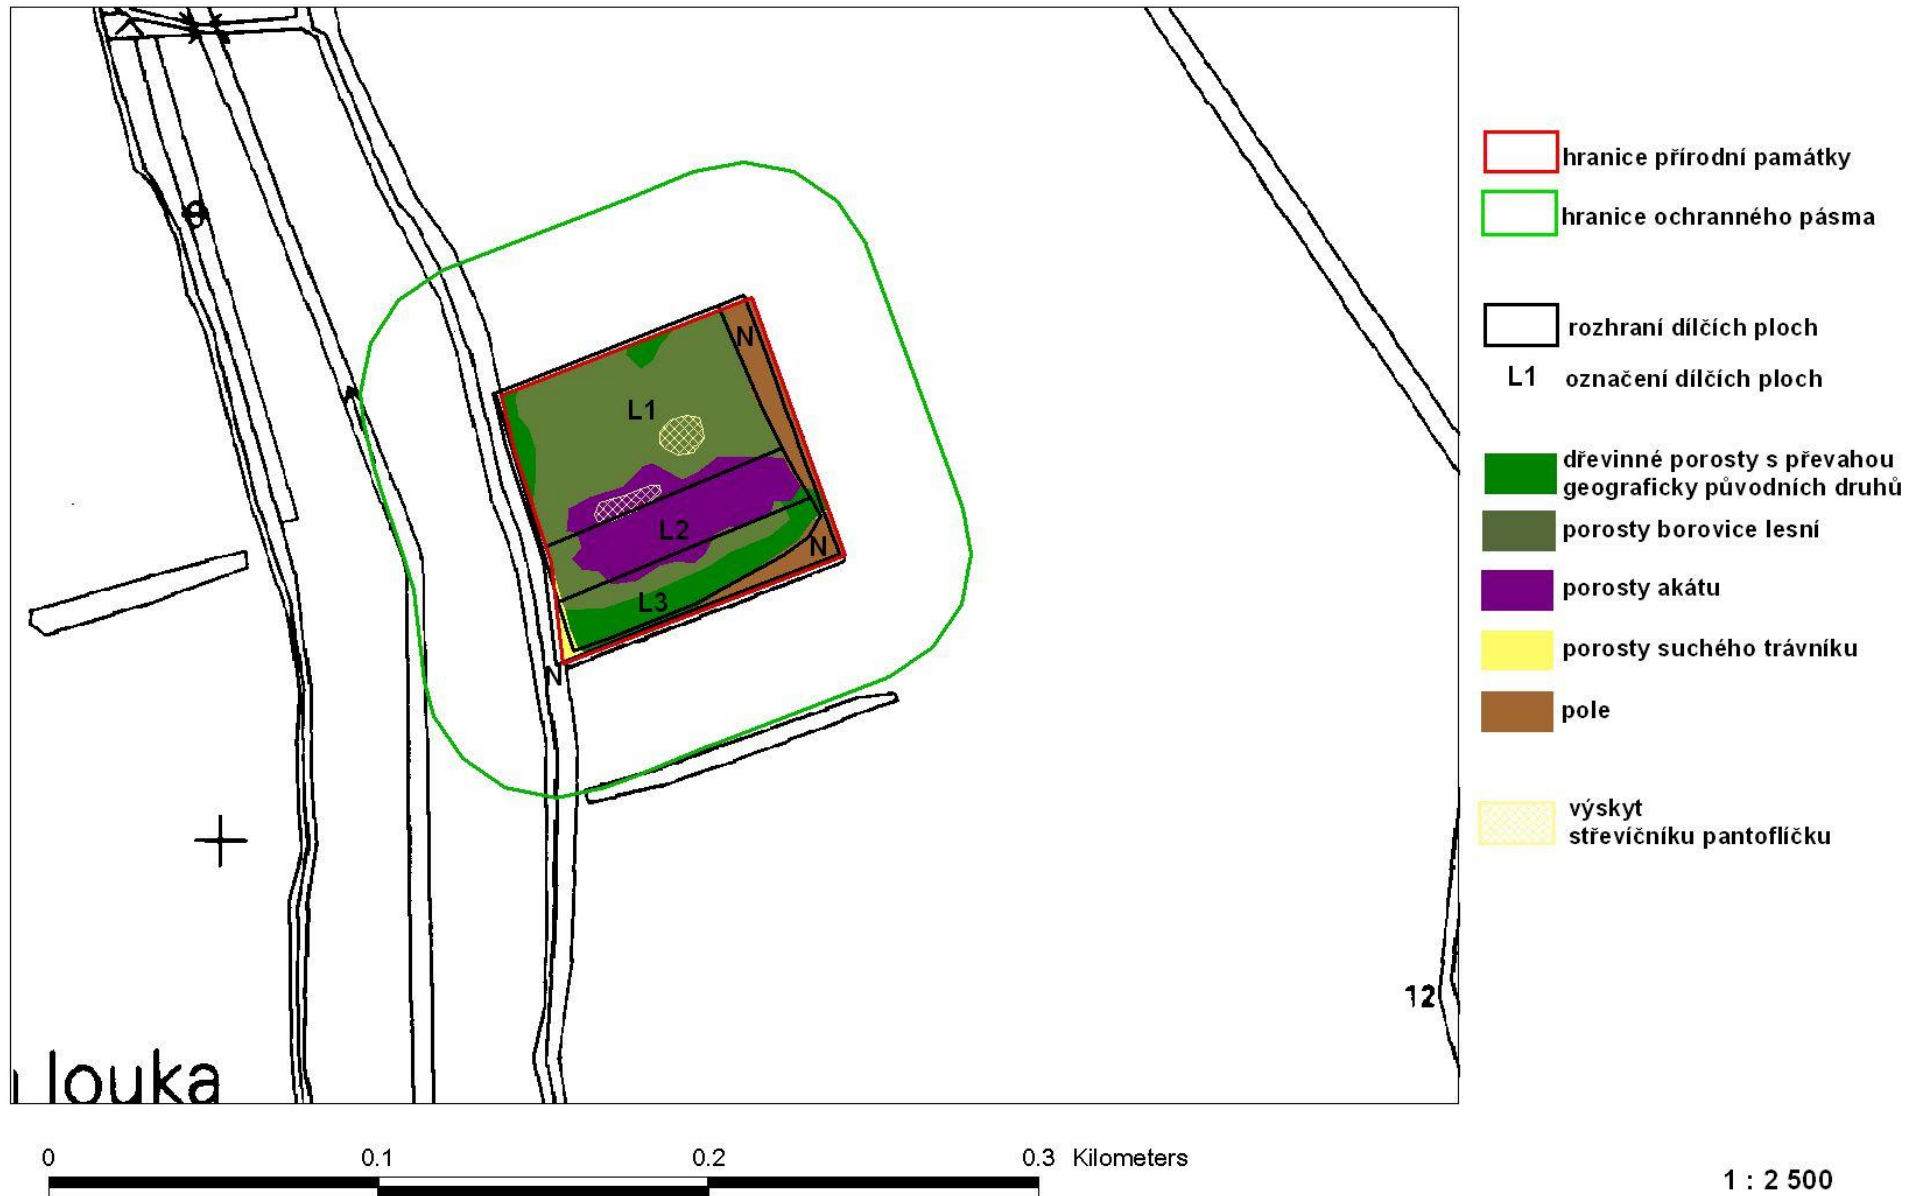 hranice přírodní památky
hranice ochranného pásma
rozhraní dílčích ploch
L1 označení dílčích ploch
dřevinné porosty s převahou
geograficky původních druhů
porosty borovice lesní
porosty akátu
porosty suchého trávníku
pole
výskyt
střevíčníku pantoflíčku
N
L1
L2
N
L3
N
12
louka
0 0.1 0.2 0.3 Kilometers
1 : 2 500